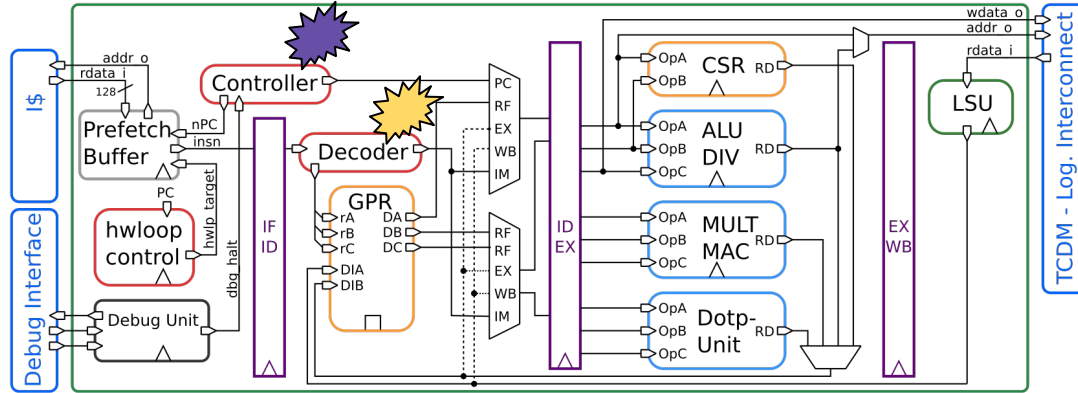 wdata_o
addr_o
rdata_i
TCDM - Log. Interconnect
I$
addr_o
rdata_i
128
Prefetch
Buffer
nPC
insn
PC
hwloop
control
hwlp_target
dbg_halt
Debug Interface
Debug Unit
Controller
IF
ID
Decoder
GPR
rA
rB
rC
DIA
DIB
DA
DB
DC
PC
RF
EX
WB
IM
RF
RF
EX
WB
IM
ID
EX
OpA
OpB
CSR
RD
OpA
OpB
OpC
ALU
DIV
RD
OpA
OpB
OpC
MULT
MAC
RD
OpA
OpB
OpC
Dotp-
Unit
RD
EX
WB
LSU